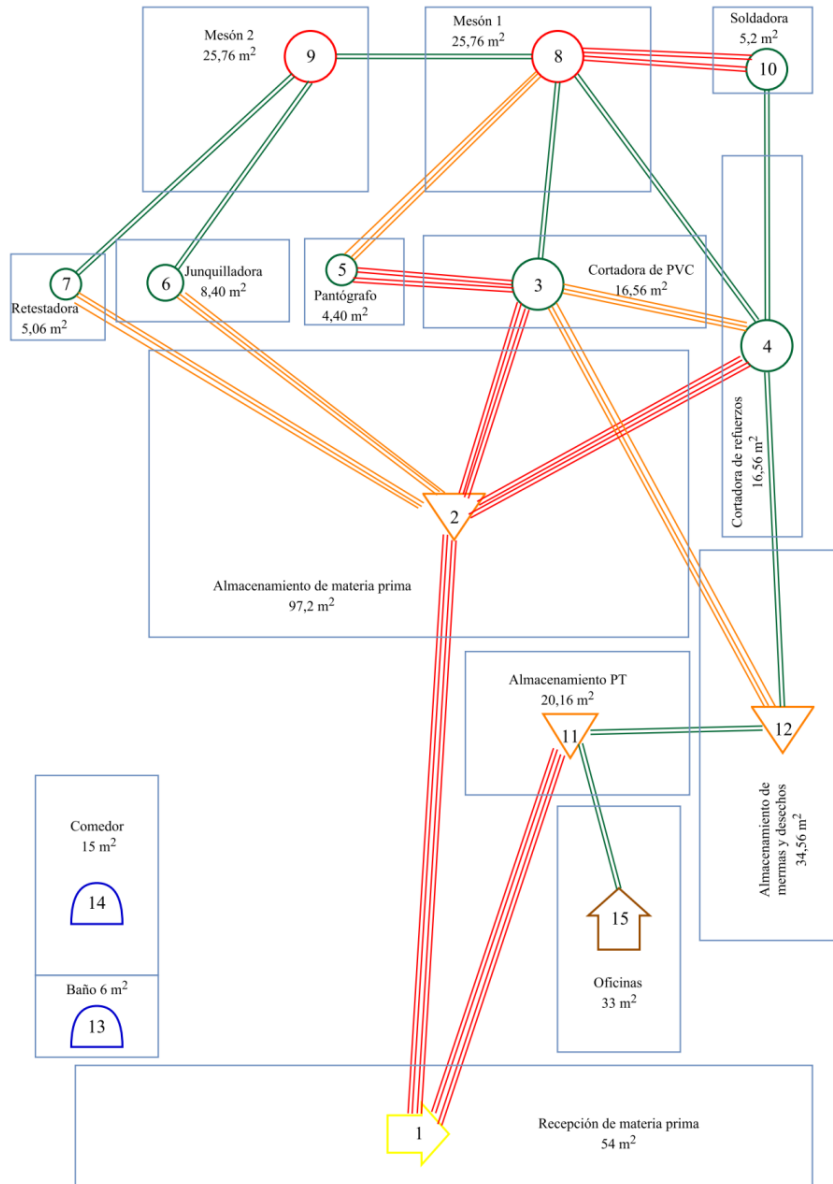 Mesón 2
25,76 m²
9
Mesón 1
25,76 m²
8
Soldadora
5,2 m²
10
7
Retestadora
5,06 m²
6
Junquilladora
8,40 m²
5
Pantógrafo
4,40 m²
3
Cortadora de PVC
16,56 m²
4
Cortadora de refuerzos
16,56 m²
2
Almacenamiento de materia prima
97,2 m²
Almacenamiento PT
20,16 m²
11
12
Almacenamiento de
mermas y desechos
34,56 m²
Comedor
15 m²
14
15
Oficinas
33 m²
Baño 6 m²
13
1
Recepción de materia prima
54 m²